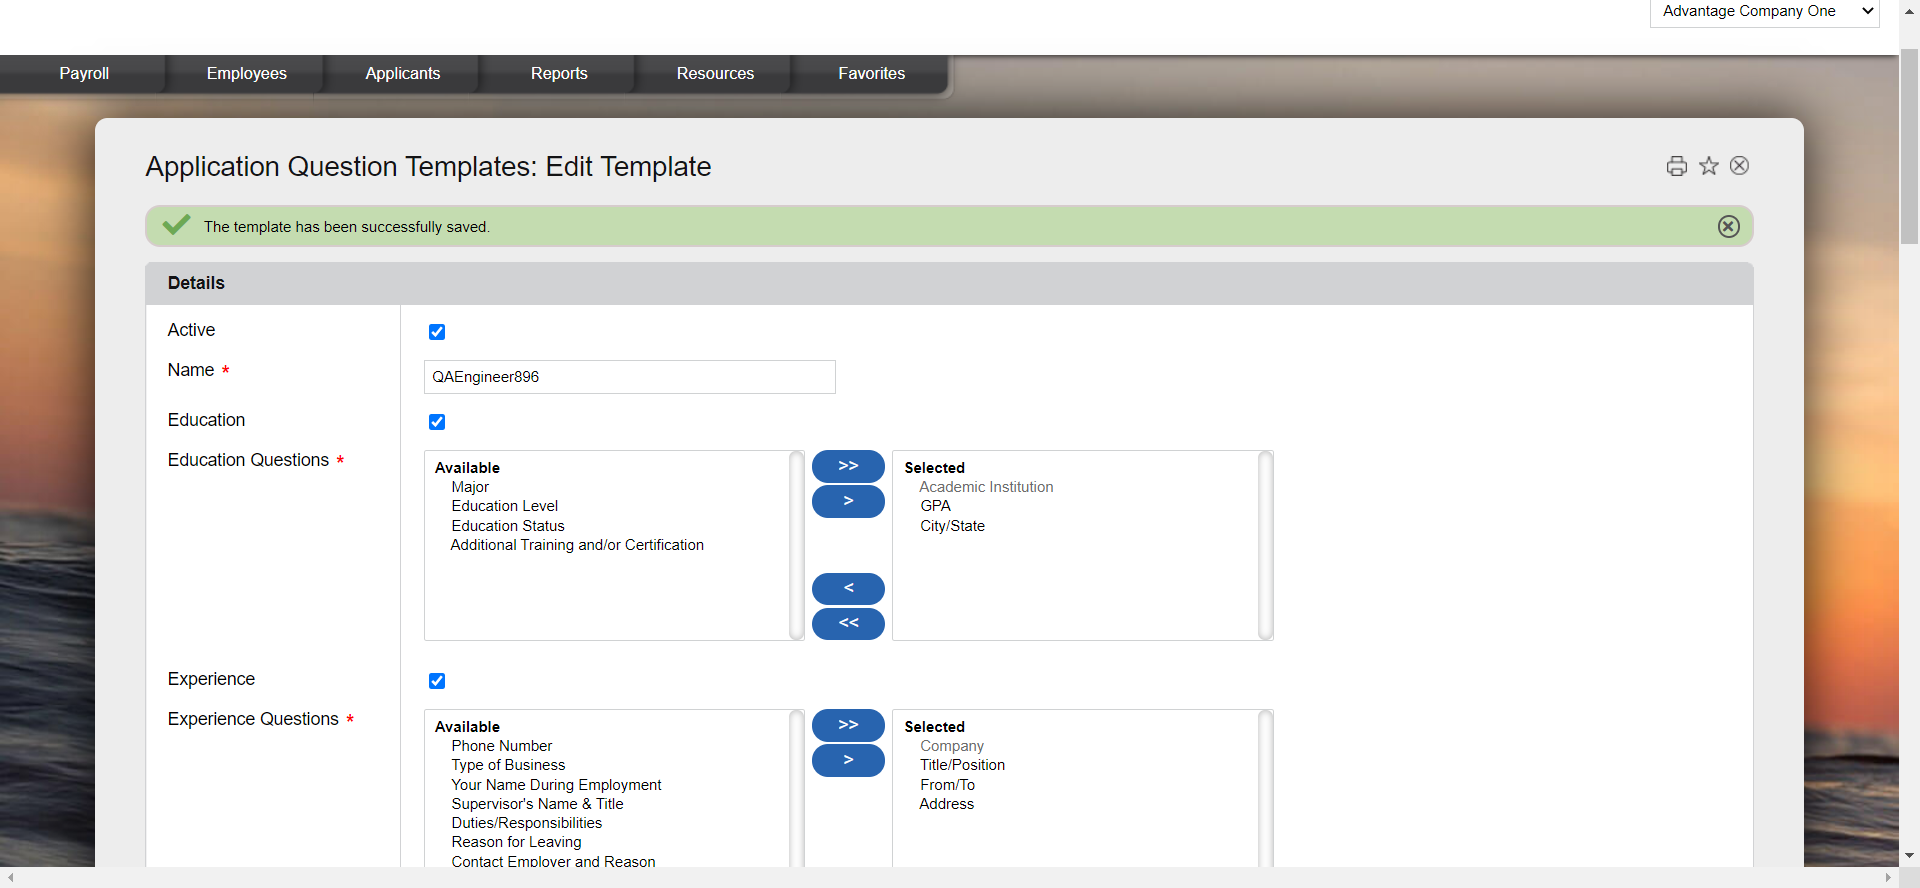 Advantage Company One
Payroll
Employees
Applicants
Reports
Resources
Favorites
Application Question Templates: Edit Template
The template has been successfully saved.
Details
Active
Name *
QAEngineer896
Education
Education Questions *
Available
Major
Education Level
Education Status
Additional Training and/or Certification
>>
>
<
<<
Selected
Academic Institution
GPA
City/State
Experience
Experience Questions *
Available
Phone Number
Type of Business
Your Name During Employment
Supervisor's Name & Title
Duties/Responsibilities
Reason for Leaving
Contact Employer and Reason
>>
>
Selected
Company
Title/Position
From/To
Address